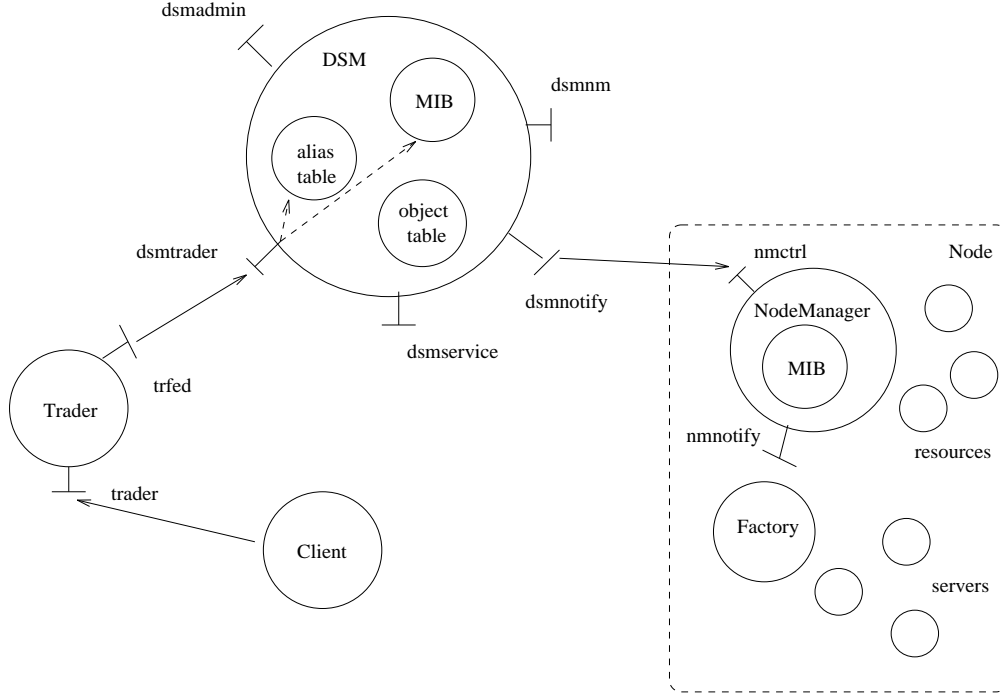 dsmadmin
DSM
MIB
dsmnm
alias
table
object
table
dsmtrader
dsmnotify
dsmservice
nmctrl
Node
NodeManager
MIB
trfed
Trader
nmnotify
resources
trader
Client
Factory
servers